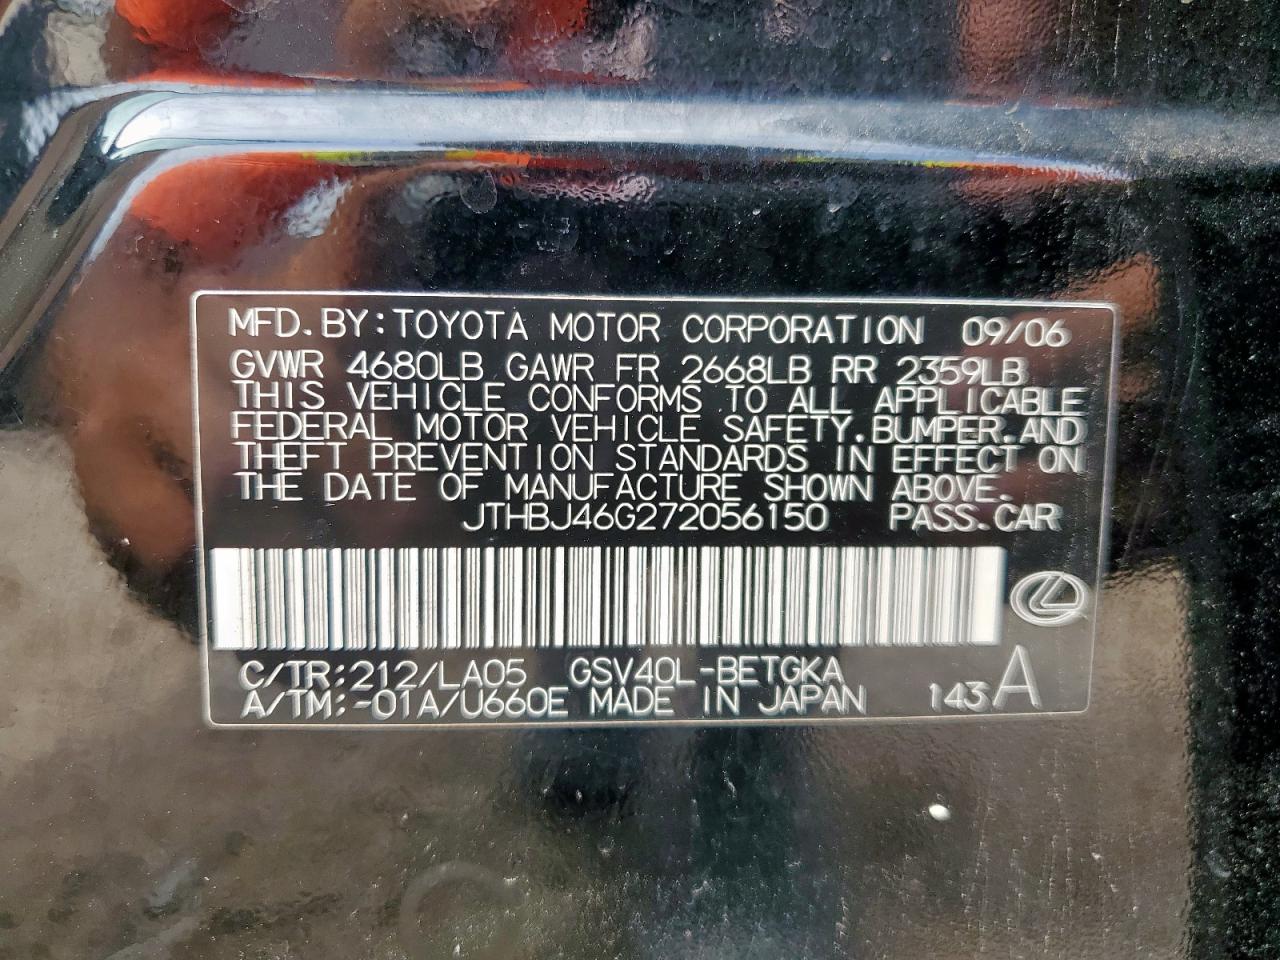 MFD.BY:TOYOTA MOTOR CORPORATION 09/06
GVWR 4680LB GAWR FR 2668LB RR 2359LB
THIS VEHICLE CONFORMS TO ALL APPLICABLE
FEDERAL MOTOR VEHICLE SAFETY.BUMPER.AND
THEFT PREVENTION STANDARDS IN EFFECT ON
THE DATE OF MANUFACTURE SHOWN ABOVE.
JTHBJ46G272056150 PASS.CAR
C/TR:212/LA05 GSV40L-BETGKA
A/TM:-01A/U660E MADE IN JAPAN 143 A